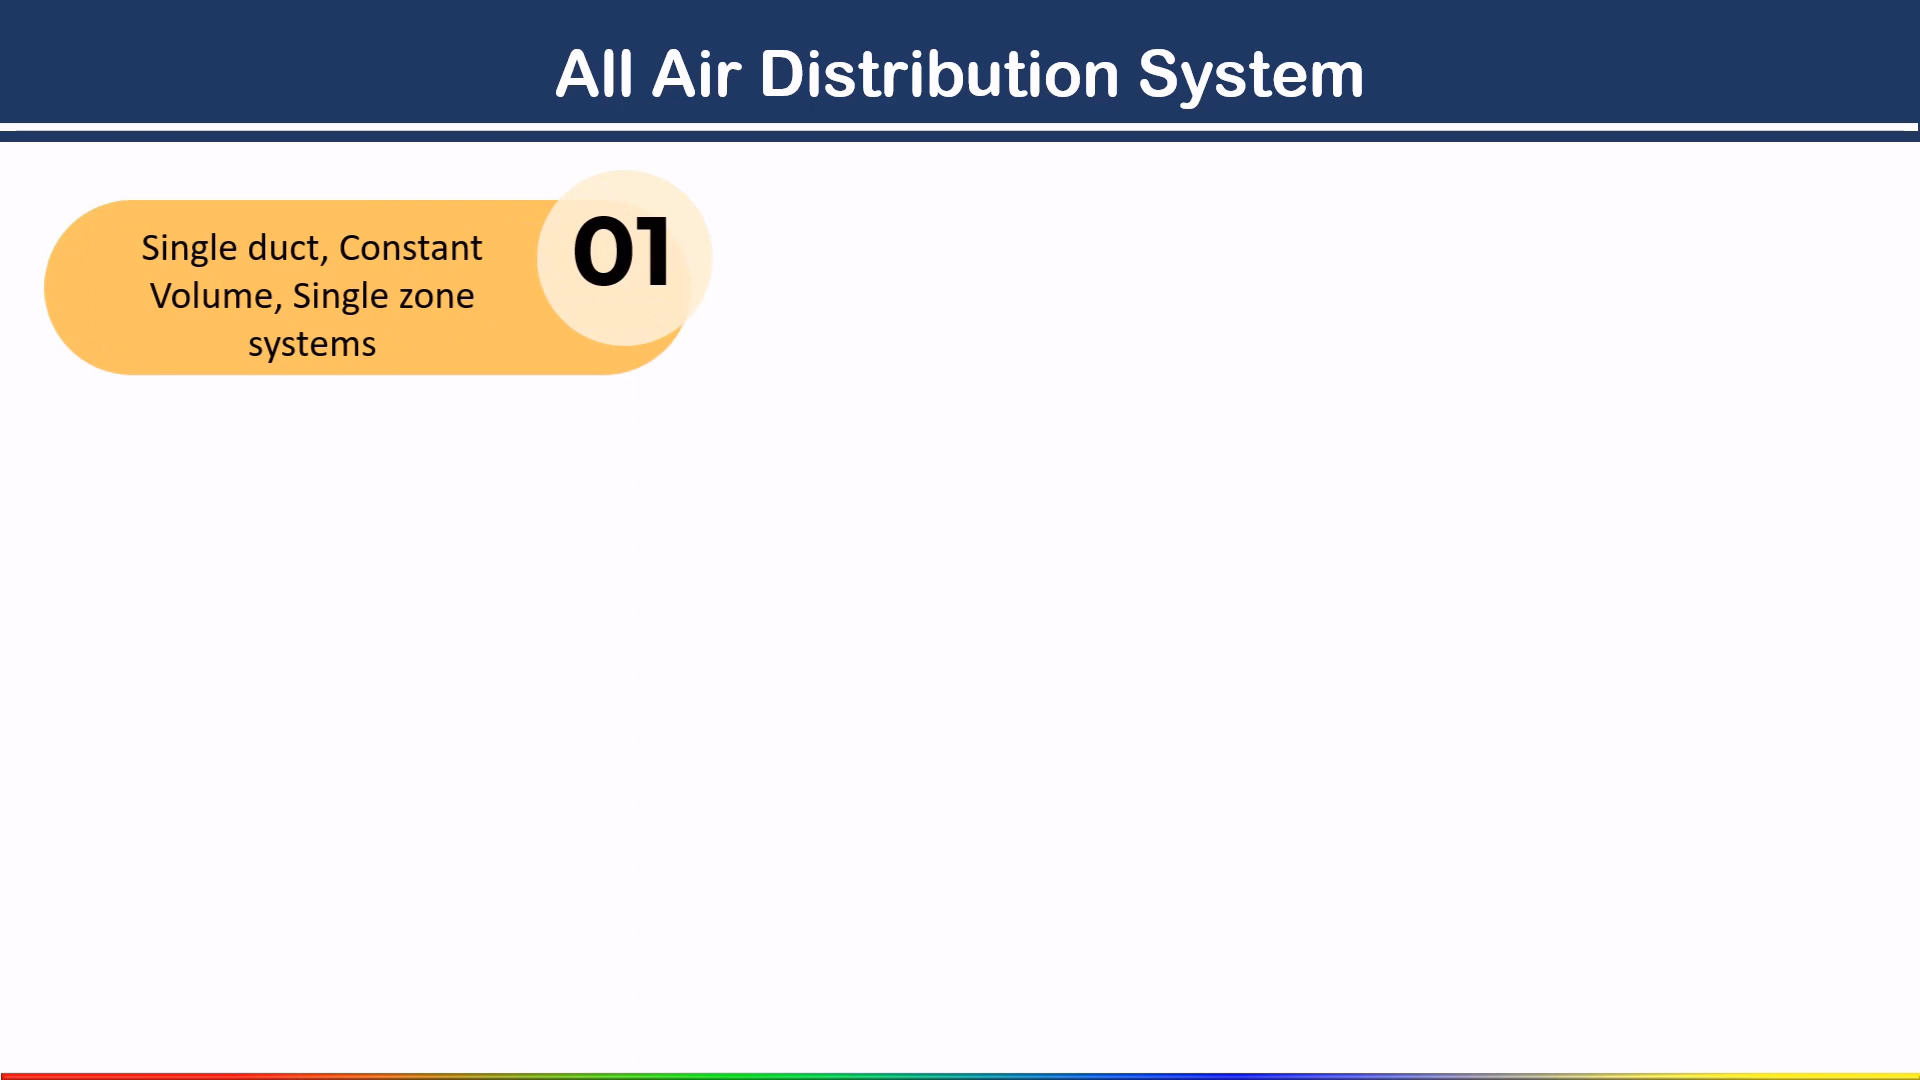 All Air Distribution System
Single duct, Constant
Volume, Single zone
systems
01